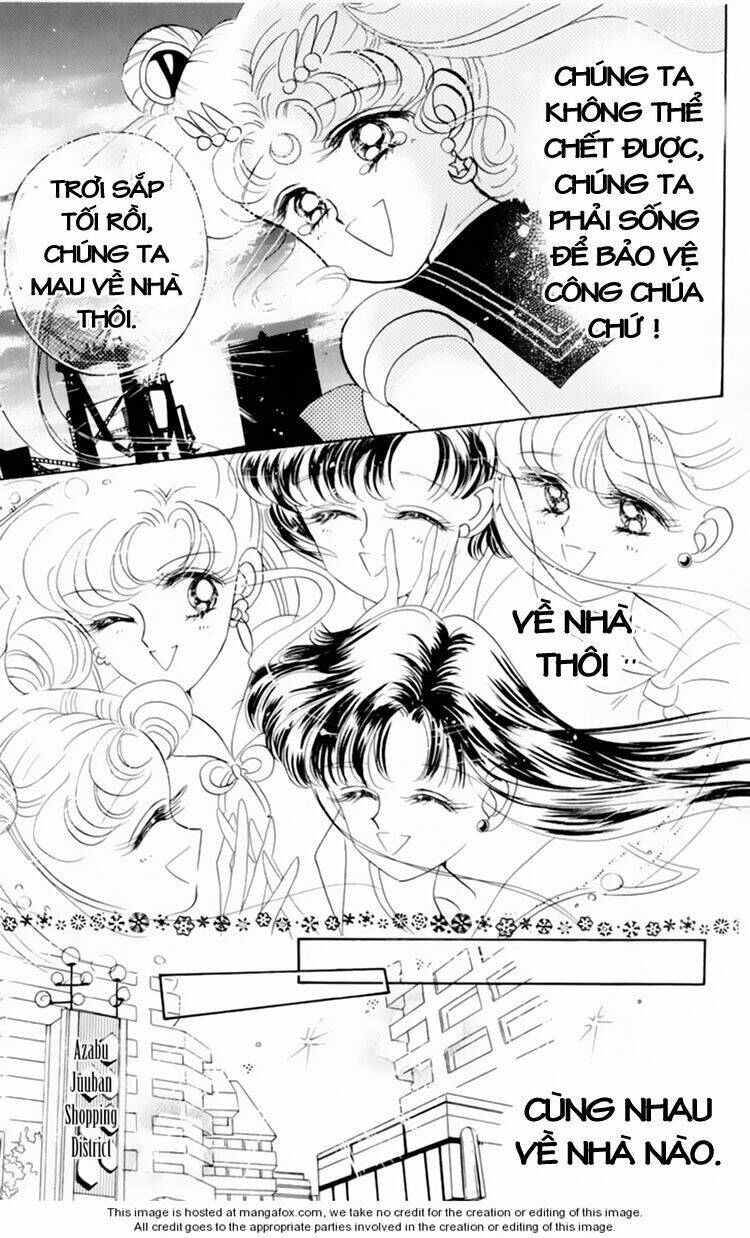 CHÚNG TA
KHÔNG THỂ
CHẾT ĐƯỢC,
CHÚNG TA
PHẢI SỐNG
ĐỂ BẢO VỆ
CÔNG CHÚA
CHỨ !
TRƠI SẮP
TỐI RỒI,
CHÚNG TA
MAU VỀ NHÀ
THÔI.
VỀ NHÀ
THÔI ..
Azabu
Juuban
Shopping
District
CÙNG NHAU
VỀ NHÀ NÀO.
This image is hosted at mangafox.com, we take no credit for the creation or editing of this image.
All credit goes to the appropriate parties involved in the creation or editing of this image.